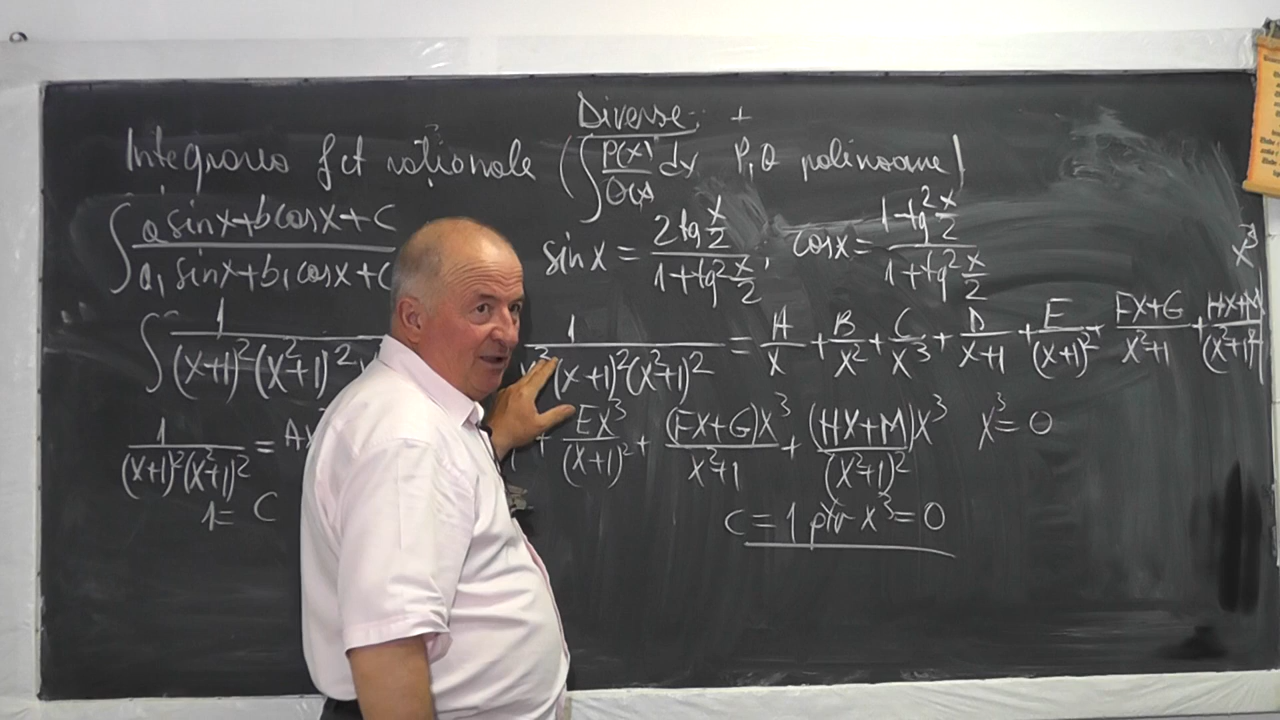 Diverse: +
Integrarea fct raționale (∫ P(x)/Q(x) dx P, Q polinoame)
∫ (a sinx+b cosx+c)/(a₁ sinx+b₁ cosx+c sinx = (2tg x/2)/(1+tg² x/2), cosx = (1-tg² x/2)/(1+tg² x/2) x³
∫ 1/((x+1)²(x²+1)² 1/(x³(x+1)²(x²+1)²) = A/x + B/x² + C/x³ + D/(x+1) + E/(x+1)² + (Fx+G)/(x²+1) + (Hx+M)/(x²+1)²
1/((x+1)²(x²+1)²) = Ax + Ex³/(x+1)² + (Fx+G)x³/(x²+1) + (Hx+M)x³/(x²+1)² x³=0
1= C C=1 ptr x³=0